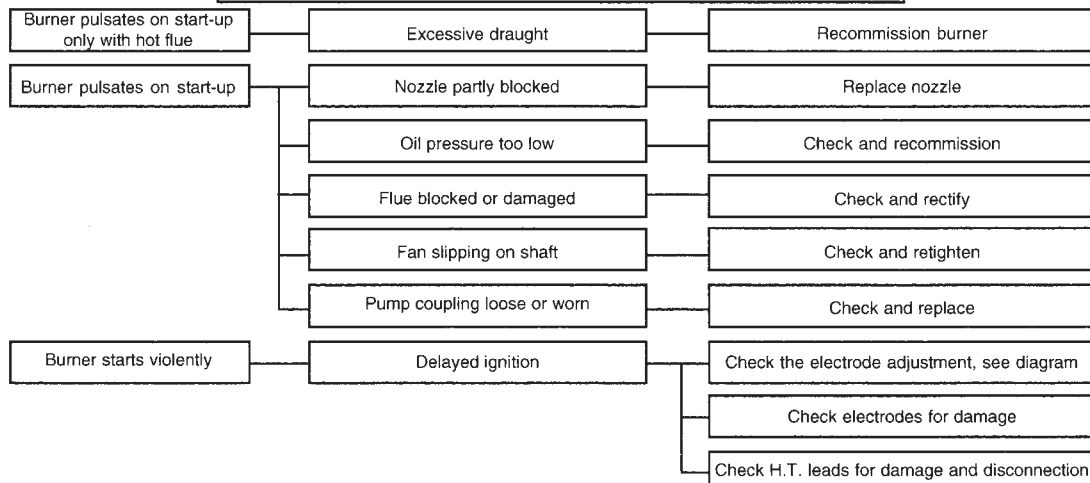 Burner pulsates on start-up
only with hot flue
Excessive draught
Recommission burner
Burner pulsates on start-up
Nozzle partly blocked
Replace nozzle
Oil pressure too low
Check and recommission
Flue blocked or damaged
Check and rectify
Fan slipping on shaft
Check and retighten
Pump coupling loose or worn
Check and replace
Burner starts violently
Delayed ignition
Check the electrode adjustment, see diagram
Check electrodes for damage
Check H.T. leads for damage and disconnection